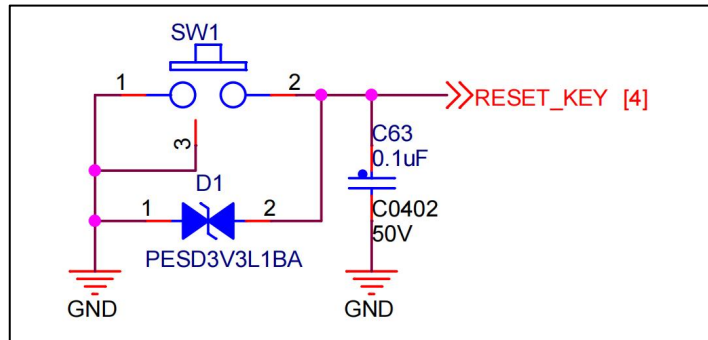 SW1
1
2
RESET_KEY [4]
3
C63
0.1uF
D1
1
2
C0402
50V
PESD3V3L1BA
GND
GND